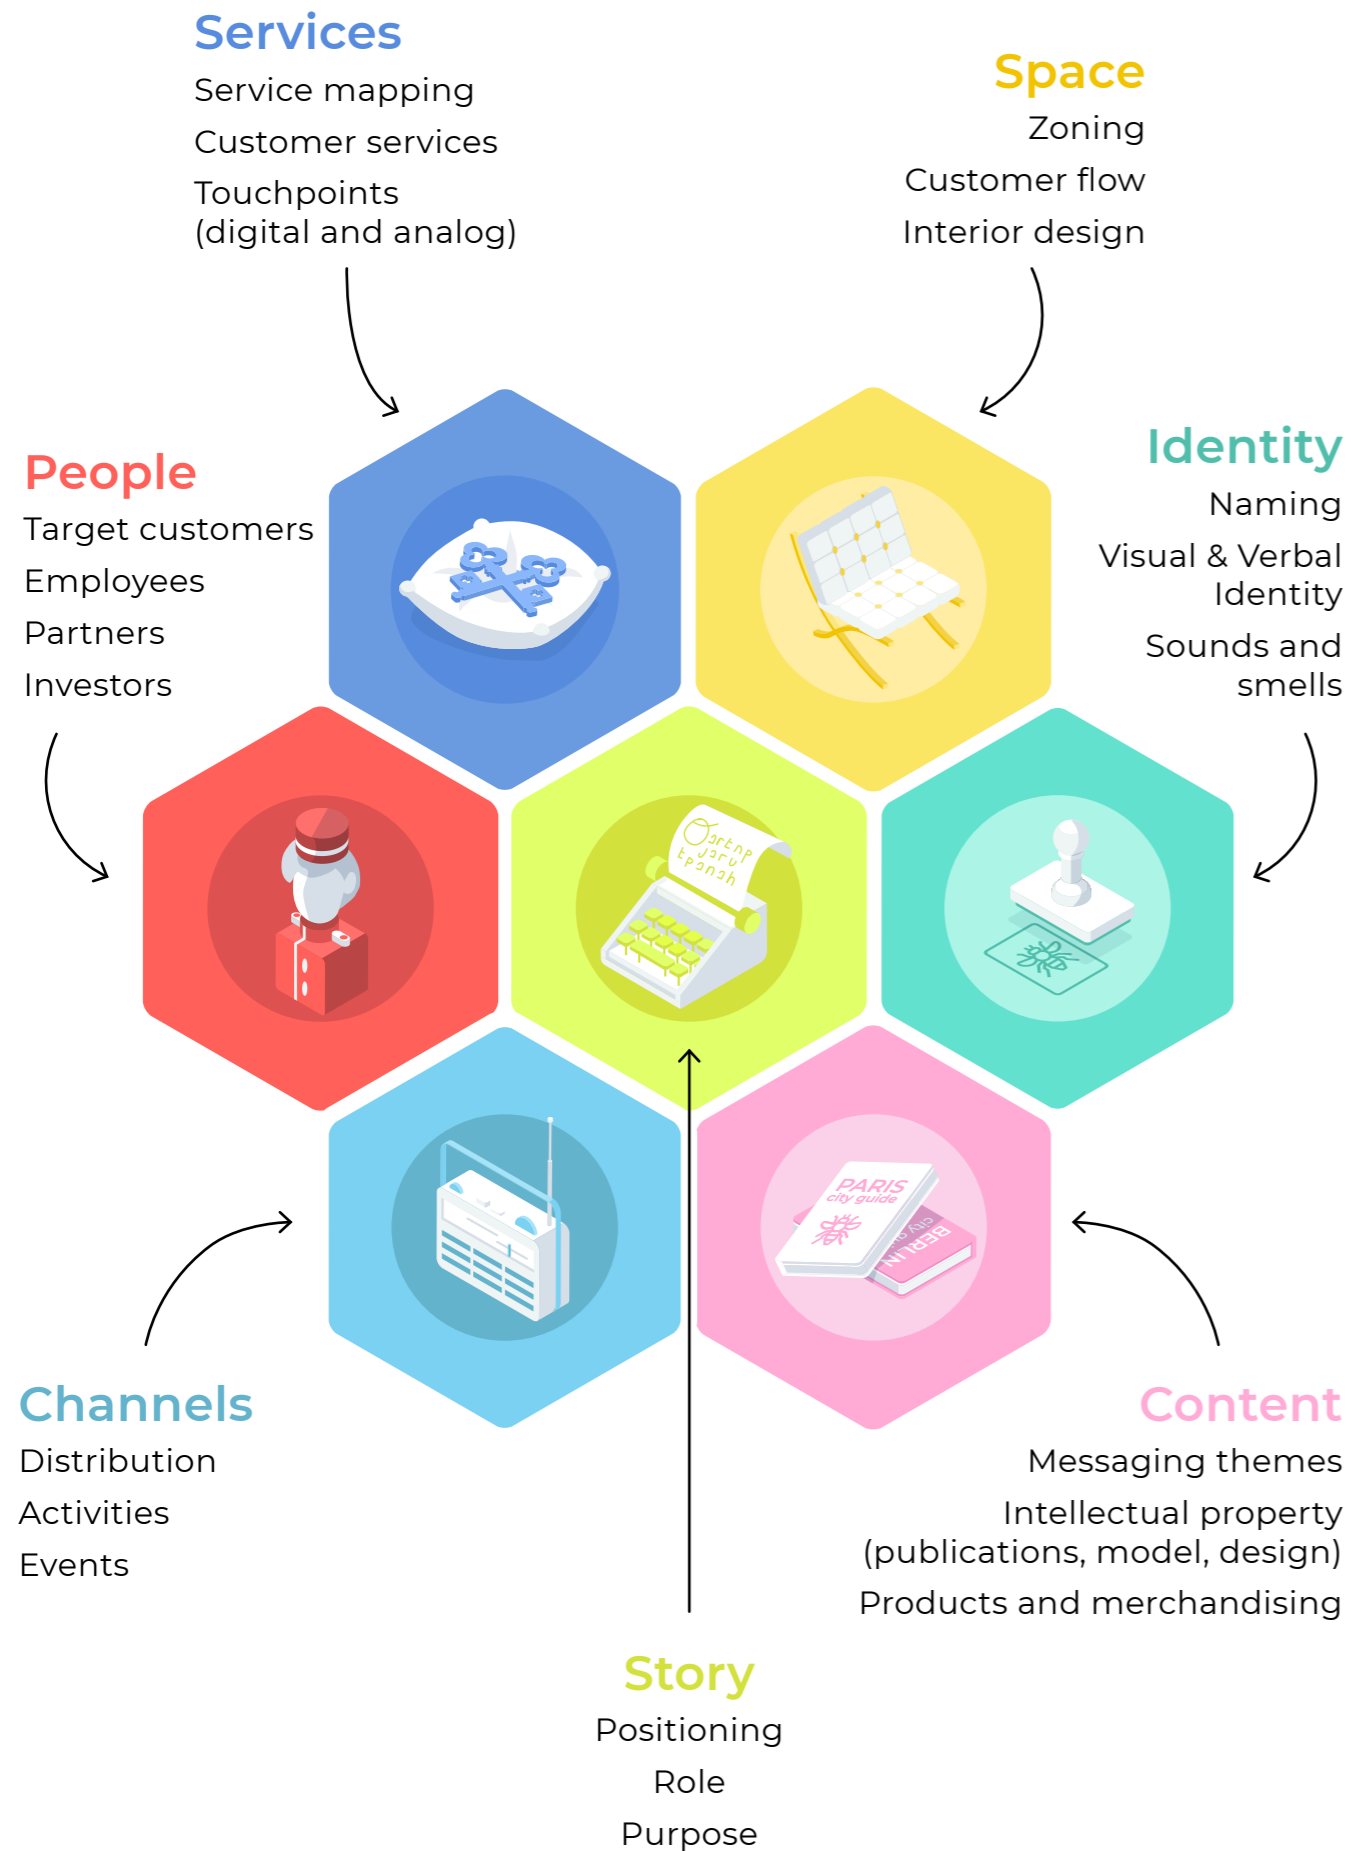 Services
Service mapping
Customer services
Touchpoints
(digital and analog)
Space
Zoning
Customer flow
Interior design
People
Target customers
Employees
Partners
Investors
Identity
Naming
Visual & Verbal
Identity
Sounds and
smells
PARIS
city guide
BERLIN
city
Channels
Distribution
Activities
Events
Content
Messaging themes
Intellectual property
(publications, model, design)
Products and merchandising
Story
Positioning
Role
Purpose